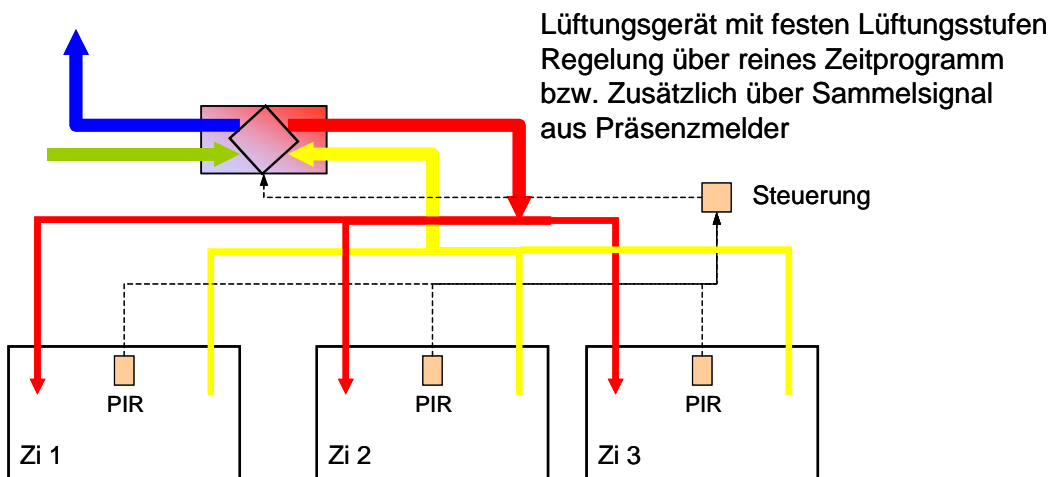 Lüftungsgerät mit festen Lüftungsstufen
Regelung über reines Zeitprogramm
bzw. Zusätzlich über Sammelsignal
aus Präsenzmelder
Steuerung
PIR
PIR
PIR
Zi 1
Zi 2
Zi 3